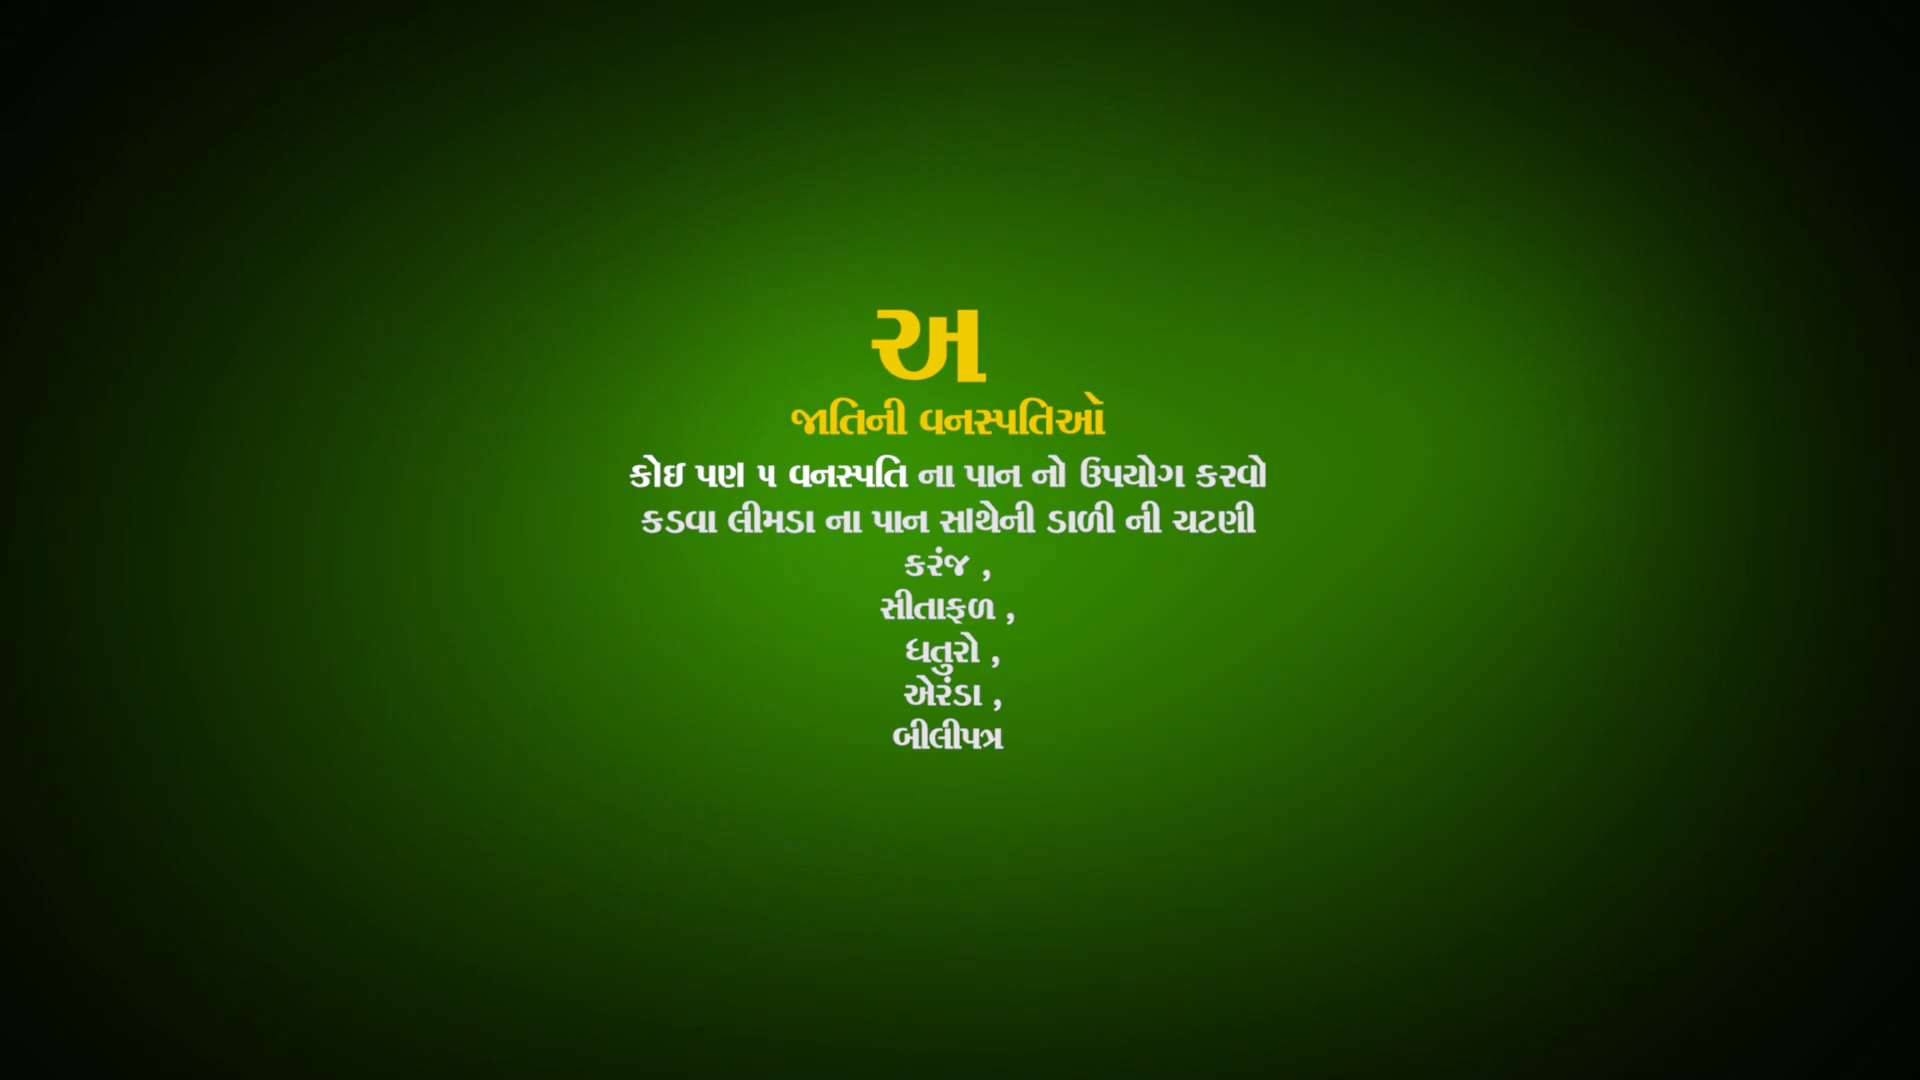 અ
જાતિની વનસ્પતિઓ
કોઇ પણ ૫ વનસ્પતિ ના પાન નો ઉપયોગ કરવો
કડવા લીમડા ના પાન સાથેની ડાળી ની ચટણી
કરંજ ,
સીતાફળ ,
ધતુરો ,
એરંડા ,
બીલીપત્ર